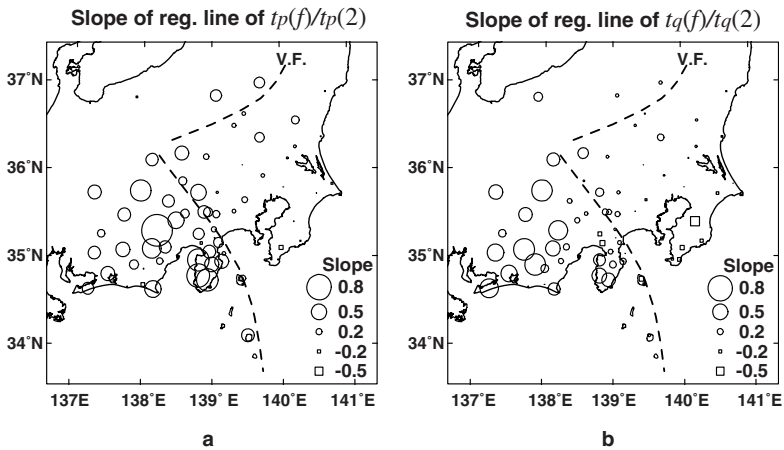 Slope of reg. line of tp(f)/tp(2)
V.F.
37°N
36°N
35°N
34°N
Slope
0.8
0.5
0.2
-0.2
-0.5
137°E 138°E 139°E 140°E 141°E
a
Slope of reg. line of tq(f)/tq(2)
V.F.
37°N
36°N
35°N
34°N
Slope
0.8
0.5
0.2
-0.2
-0.5
137°E 138°E 139°E 140°E 141°E
b